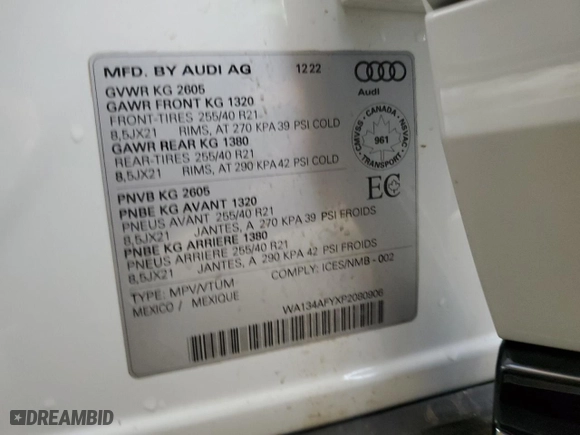 MFD. BY AUDI AG 1222
GVWR KG 2605
GAWR FRONT KG 1320
FRONT-TIRES 255/40 R21
8,5JX21 RIMS, AT 270 KPA 39 PSI COLD
GAWR REAR KG 1380
REAR-TIRES 255/40 R21
8,5JX21 RIMS, AT 290 KPA 42 PSI COLD
Audi
CMVSS - CANADA - NSVAC
961
TRANSPORT
EC
PNVB KG 2605
PNBE KG AVANT 1320
PNEUS AVANT 255/40 R21
8,5JX21 JANTES, A 270 KPA 39 PSI FROIDS
PNBE KG ARRIERE 1380
PNEUS ARRIERE 255/40 R21
8,5JX21 JANTES, A 290 KPA 42 PSI FROIDS
COMPLY: ICES/NMB - 002
TYPE: MPV/VTUM
MEXICO / MEXIQUE
WA134AFYXP2080906
DREAMBID